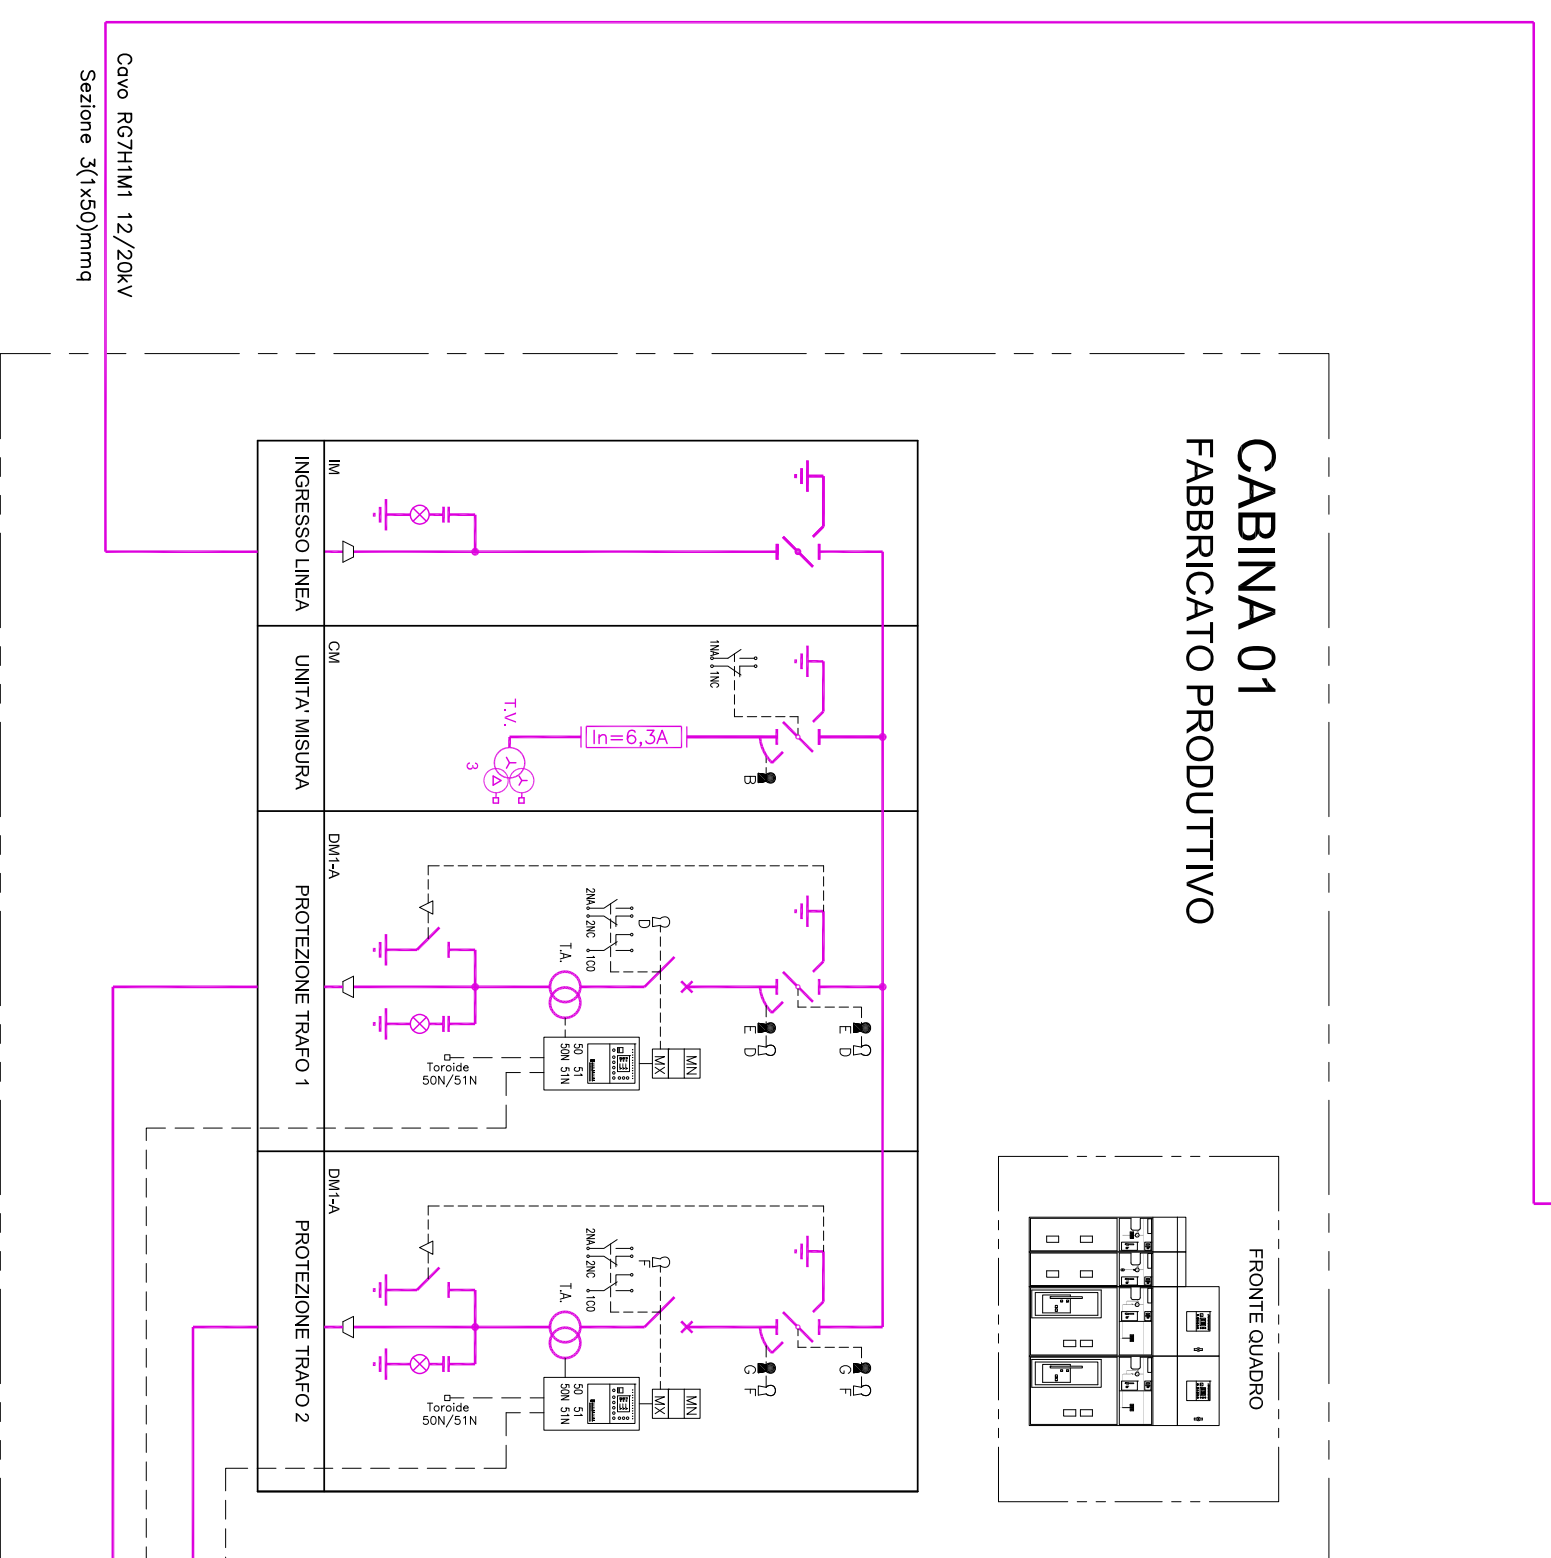 Cavo RG7H1M1 12/20kV
Sezione 3(1x50)mmq
CABINA 01
FABBRICATO PRODUTTIVO
FRONTE QUADRO
IM
INGRESSO LINEA
CM
UNITA' MISURA
1NA
1NC
In=6,3A
T.V.
3
B
DM1-A
PROTEZIONE TRAFO 1
2NA
2NC
1CO
D
T.A.
E D
E D
MN
MX
50 51
50N 51N
Toroide
50N/51N
DM1-A
PROTEZIONE TRAFO 2
2NA
2NC
1CO
F
T.A.
G F
G F
MN
MX
50 51
50N 51N
Toroide
50N/51N